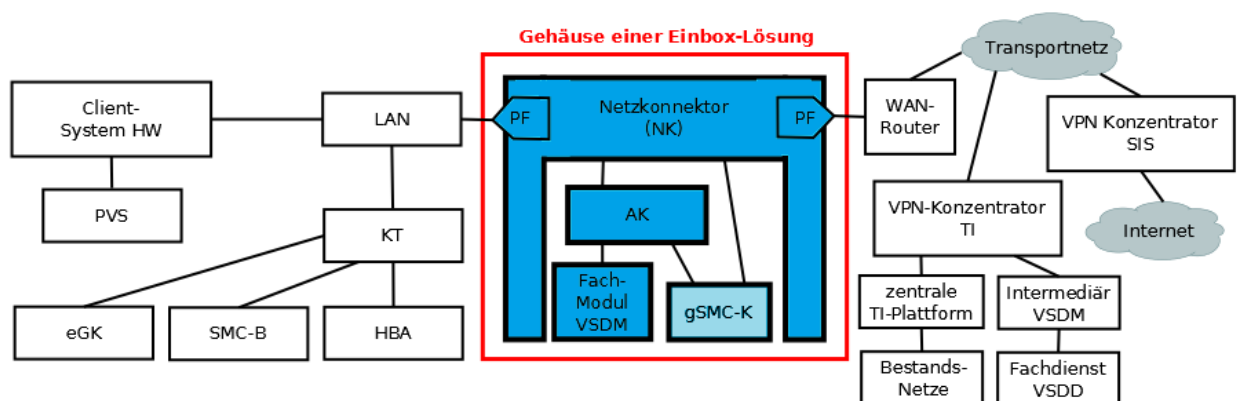 Gehäuse einer Einbox-Lösung
Client-
System HW
PVS
LAN
KT
eGK
SMC-B
HBA
PF
Netzkonnektor
(NK)
PF
AK
Fach-
Modul
VSDM
gSMC-K
WAN-
Router
Transportnetz
VPN Konzentrator
SIS
Internet
VPN-Konzentrator
TI
zentrale
TI-Plattform
Intermediär
VSDM
Bestands-
Netze
Fachdienst
VSDD